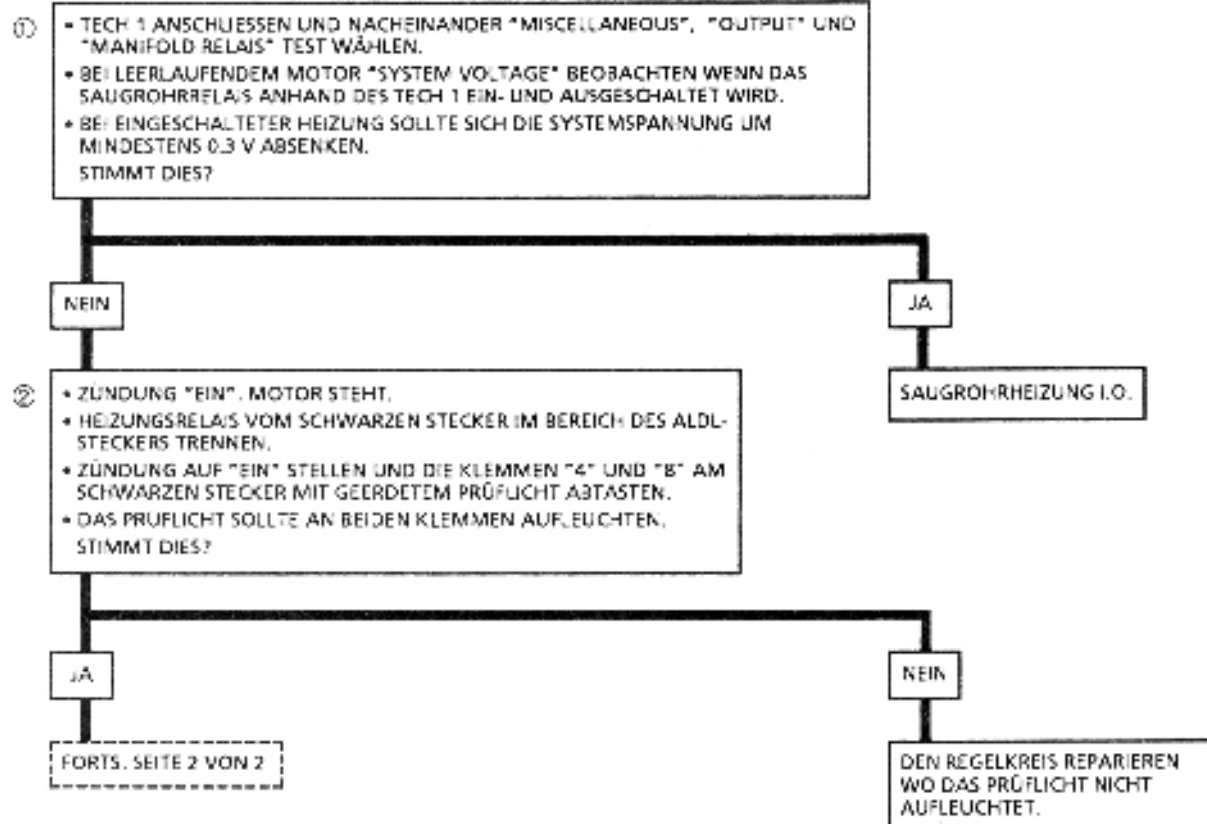 ① • TECH 1 ANSCHLIESSEN UND NACHEINANDER "MISCELLANEOUS", "OUTPUT" UND
"MANIFOLD RELAIS" TEST WÄHLEN.
• BEI LEERLAUFENDEM MOTOR "SYSTEM VOLTAGE" BEOBACHTEN WENN DAS
SAUGROHRRELAIS ANHAND DES TECH 1 EIN- UND AUSGESCHALTET WIRD.
• BEI EINGESCHALTETER HEIZUNG SOLLTE SICH DIE SYSTEMSPANNUNG UM
MINDESTENS 0.3 V ABSENKEN.
STIMMT DIES?
NEIN
JA
SAUGROHRHEIZUNG I.O.
② • ZÜNDUNG "EIN". MOTOR STEHT.
• HEIZUNGSRELAIS VOM SCHWARZEN STECKER IM BEREICH DES ALDL-
STECKERS TRENNEN.
• ZÜNDUNG AUF "EIN" STELLEN UND DIE KLEMMEN "4" UND "8" AM
SCHWARZEN STECKER MIT GEERDETEM PRÜFLICHT ABTASTEN.
• DAS PRUFLICHT SOLLTE AN BEIDEN KLEMMEN AUFLEUCHTEN.
STIMMT DIES?
JA
NEIN
FORTS. SEITE 2 VON 2
DEN REGELKREIS REPARIEREN
WO DAS PRÜFLICHT NICHT
AUFLEUCHTET.